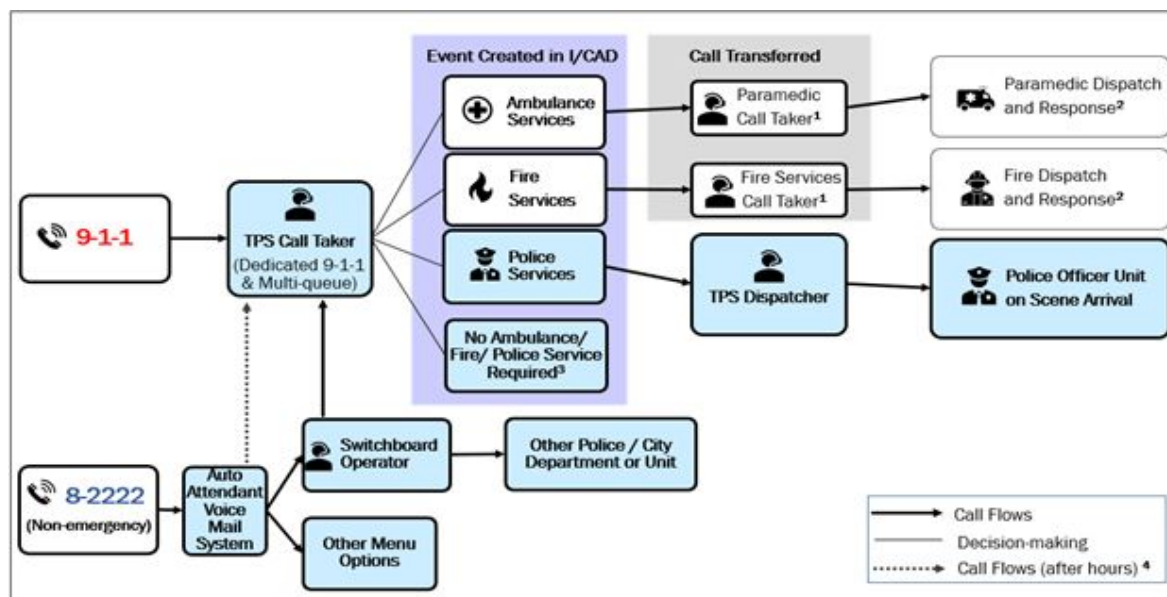 Event Created in I/CAD
Call Transferred
Ambulance
Services
Paramedic
Call Taker¹
Paramedic Dispatch
and Response²
Fire
Services
Fire Services
Call Taker¹
Fire Dispatch
and Response²
9-1-1
TPS Call Taker
(Dedicated 9-1-1
& Multi-queue)
Police
Services
TPS Dispatcher
Police Officer Unit
on Scene Arrival
No Ambulance/
Fire/ Police Service
Required³
Switchboard
Operator
Other Police / City
Department or Unit
8-2222
(Non-emergency)
Auto
Attendant
Voice
Mail
System
Other Menu
Options
Call Flows
Decision-making
Call Flows (after hours) ⁴